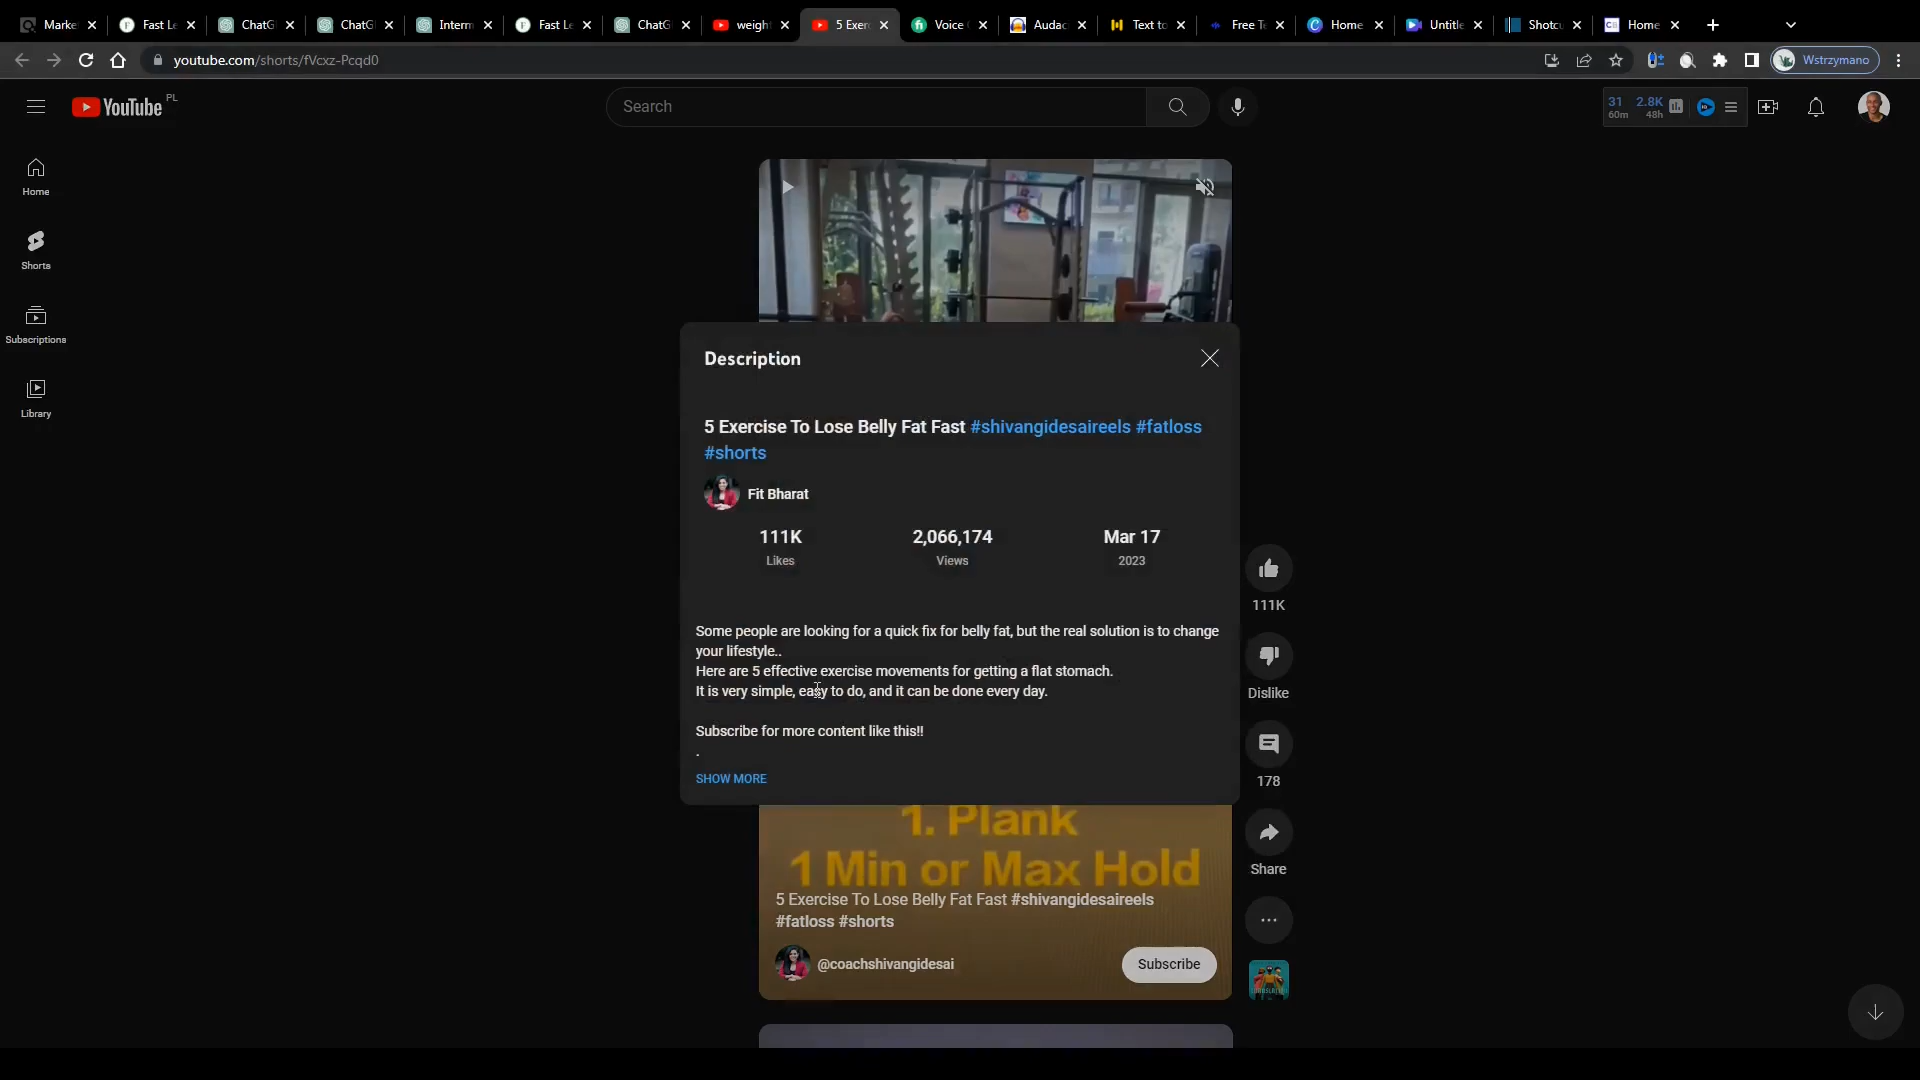 Marke
Fast Le
ChatG
ChatG
Interm
Fast Le
ChatG
weight
5 Exer
Voice
Audac
Text to
Free Te
Home
Untitle
Shotcu
Home
youtube.com/shorts/fVcxz-Pcqd0
Wstrzymano
YouTube PL
Search
31 2.8K
60m 48h
Home
Shorts
Subscriptions
Library
Description
5 Exercise To Lose Belly Fat Fast #shivangidesaireels #fatloss
#shorts
Fit Bharat
111K 2,066,174 Mar 17
Likes Views 2023
Some people are looking for a quick fix for belly fat, but the real solution is to change
your lifestyle..
Here are 5 effective exercise movements for getting a flat stomach.
It is very simple, easy to do, and it can be done every day.
Subscribe for more content like this!!
.
SHOW MORE
111K
Dislike
178
Share
1. Plank
1 Min or Max Hold
5 Exercise To Lose Belly Fat Fast #shivangidesaireels
#fatloss #shorts
@coachshivangidesai
Subscribe